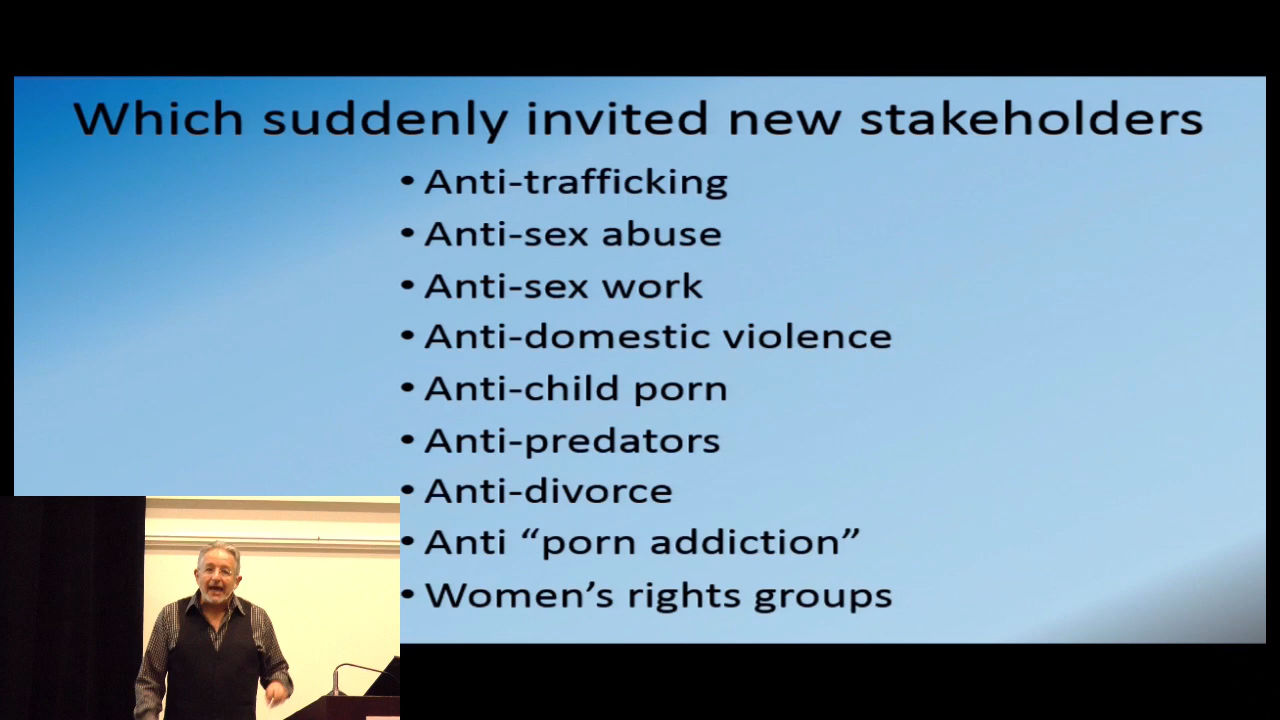 Which suddenly invited new stakeholders
• Anti-trafficking
• Anti-sex abuse
• Anti-sex work
• Anti-domestic violence
• Anti-child porn
• Anti-predators
• Anti-divorce
• Anti “porn addiction”
• Women’s rights groups